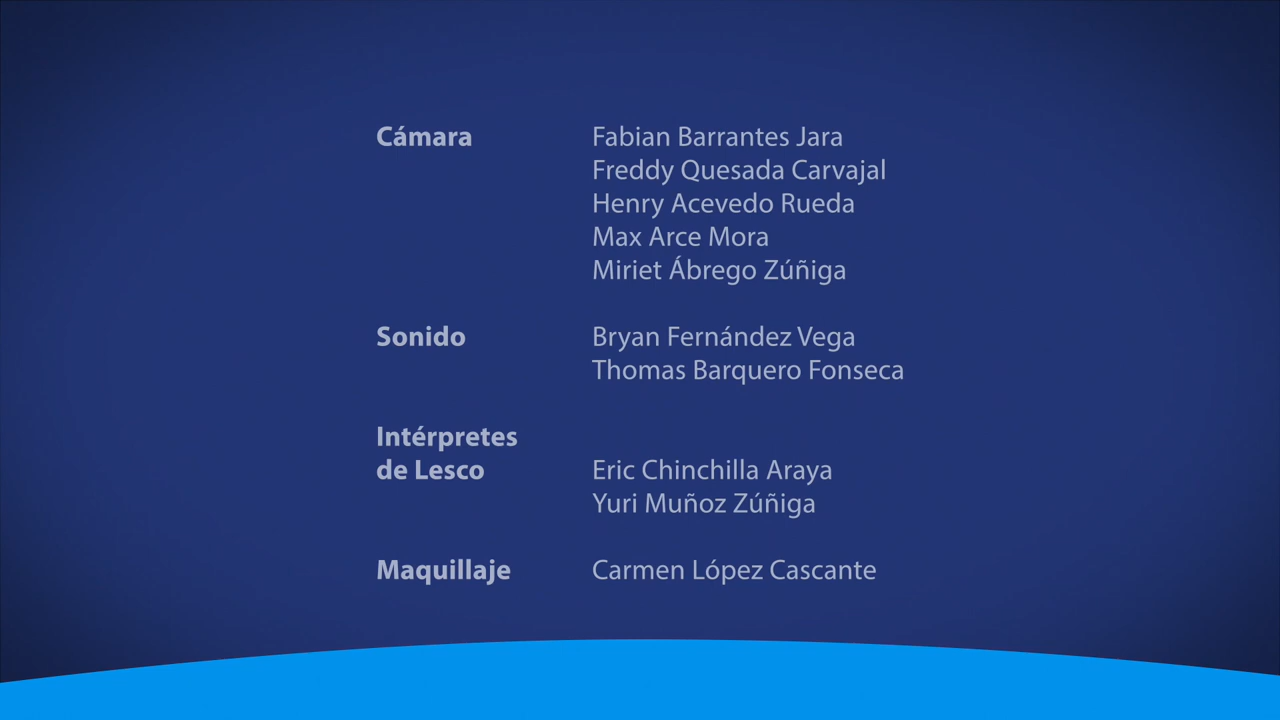 Cámara Fabian Barrantes Jara
Freddy Quesada Carvajal
Henry Acevedo Rueda
Max Arce Mora
Miriet Ábrego Zúñiga
Sonido Bryan Fernández Vega
Thomas Barquero Fonseca
Intérpretes
de Lesco Eric Chinchilla Araya
Yuri Muñoz Zúñiga
Maquillaje Carmen López Cascante